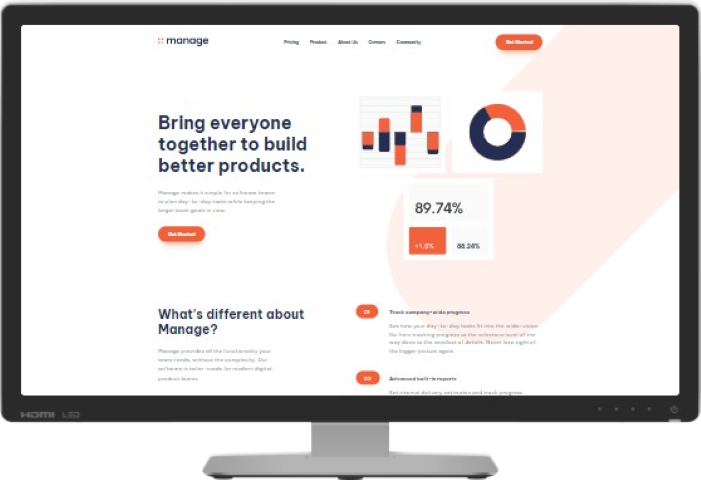 manage
Pricing Product About Us Careers Community
Get Started
Bring everyone
together to build
better products.
Manage makes it simple for software teams
to plan day-to-day tasks while keeping the
larger team goals in view.
Get Started
89.74%
+1.5%
88.24%
What's different about
Manage?
Manage provides all the functionality your
team needs, without the complexity. Our
software is tailor-made for modern digital
product teams.
01
Track company-wide progress
See how your day-to-day tasks fit into the wider vision.
Go from tracking progress at the milestone level all the
way down to the smallest of details. Never lose sight of
the bigger picture again.
02
Advanced built-in reports
Set internal delivery estimates and track progress
HDMI LED